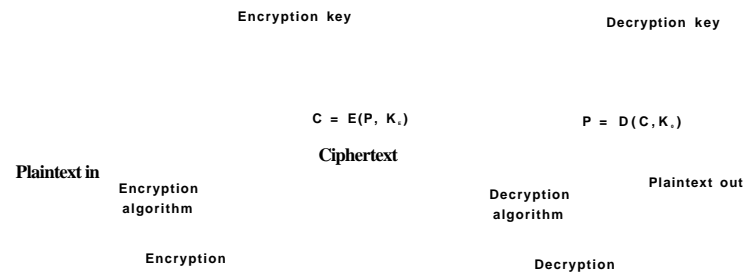 Encryption key
Decryption key
C = E(P, K
P = D(C,K
Ciphertext
Plaintext in
Encryption
algorithm
Decryption
algorithm
Plaintext out
Encryption
Decryption